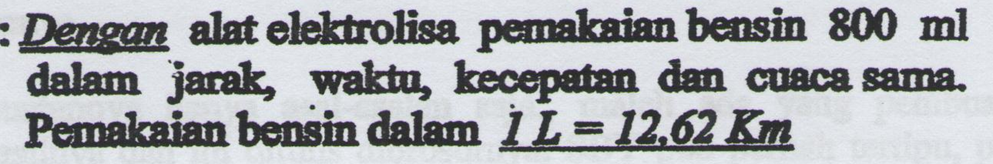 : Dengan alat elektrolisa pemakaian bensin 800 ml
dalam jarak, waktu, kecepatan dan cuaca sama.
Pemakaian bensin dalam 1 L = 12,62 Km